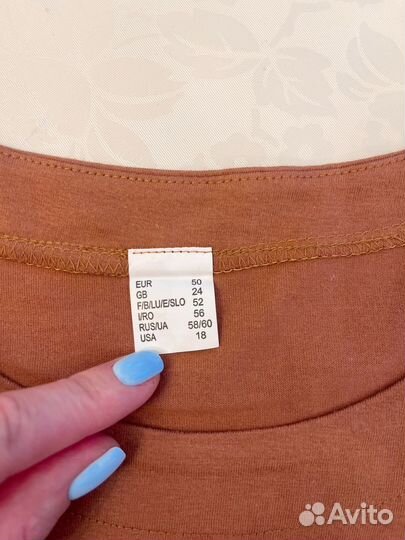 EUR 50
GB 24
F/B/LU/E/SLO 52
I/RO 56
RUS/UA 58/60
USA 18
Avito